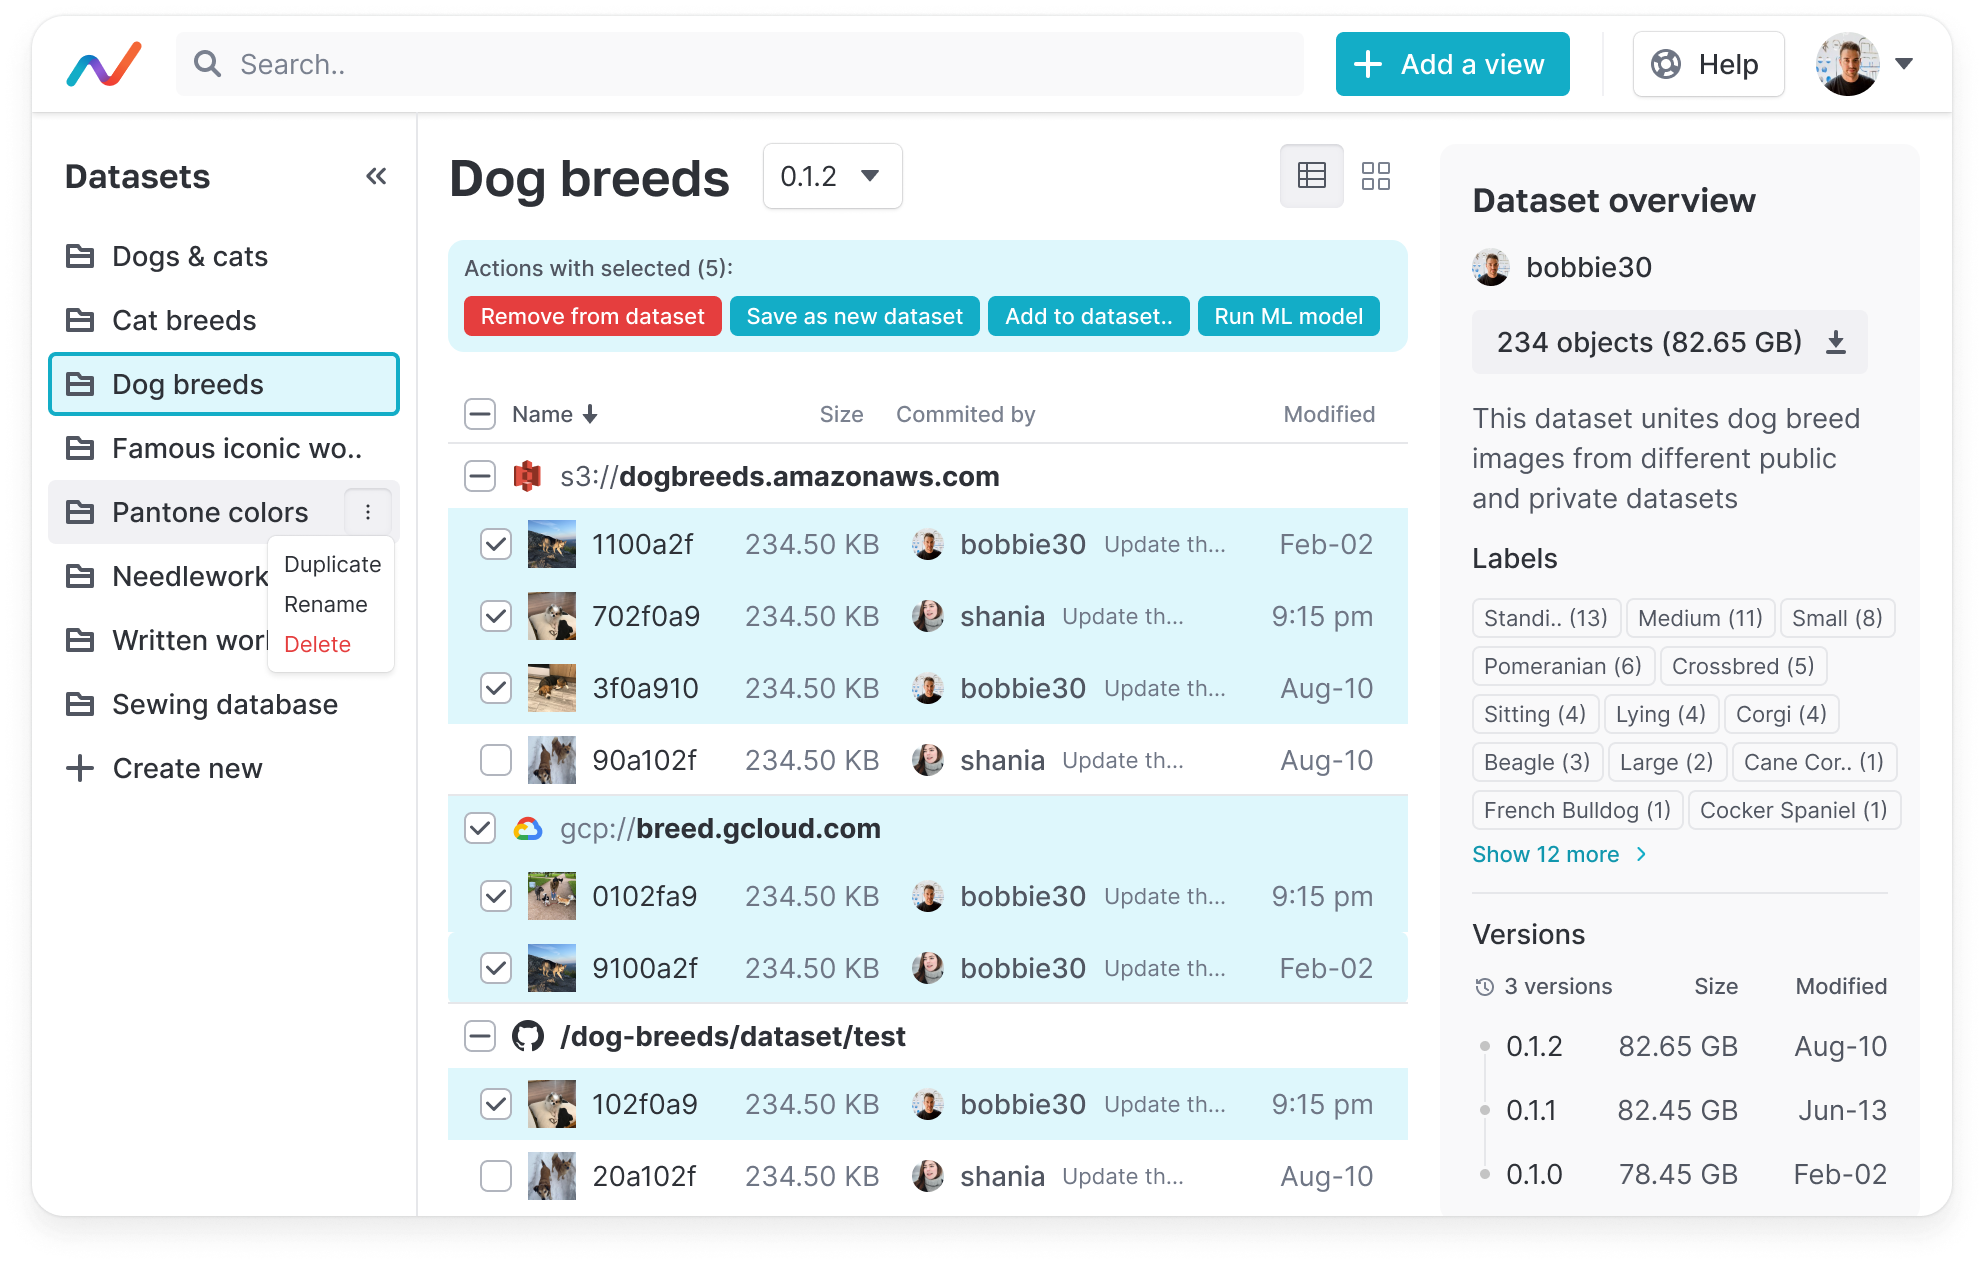 Search..
Add a view
Help
Datasets
Dogs & cats
Cat breeds
Dog breeds
Famous iconic wo..
Pantone colors
Duplicate
Needlework
Rename
Written work
Delete
Sewing database
Create new
Dog breeds
0.1.2
Actions with selected (5):
Remove from dataset Save as new dataset Add to dataset.. Run ML model
Name Size Commited by Modified
s3://dogbreeds.amazonaws.com
1100a2f 234.50 KB bobbie30 Update th... Feb-02
702f0a9 234.50 KB shania Update th... 9:15 pm
3f0a910 234.50 KB bobbie30 Update th... Aug-10
90a102f 234.50 KB shania Update th... Aug-10
gcp://breed.gcloud.com
0102fa9 234.50 KB bobbie30 Update th... 9:15 pm
9100a2f 234.50 KB bobbie30 Update th... Feb-02
/dog-breeds/dataset/test
102f0a9 234.50 KB bobbie30 Update th... 9:15 pm
20a102f 234.50 KB shania Update th... Aug-10
Dataset overview
bobbie30
234 objects (82.65 GB)
This dataset unites dog breed
images from different public
and private datasets
Labels
Standi.. (13) Medium (11) Small (8)
Pomeranian (6) Crossbred (5)
Sitting (4) Lying (4) Corgi (4)
Beagle (3) Large (2) Cane Cor.. (1)
French Bulldog (1) Cocker Spaniel (1)
Show 12 more
Versions
3 versions Size Modified
0.1.2 82.65 GB Aug-10
0.1.1 82.45 GB Jun-13
0.1.0 78.45 GB Feb-02